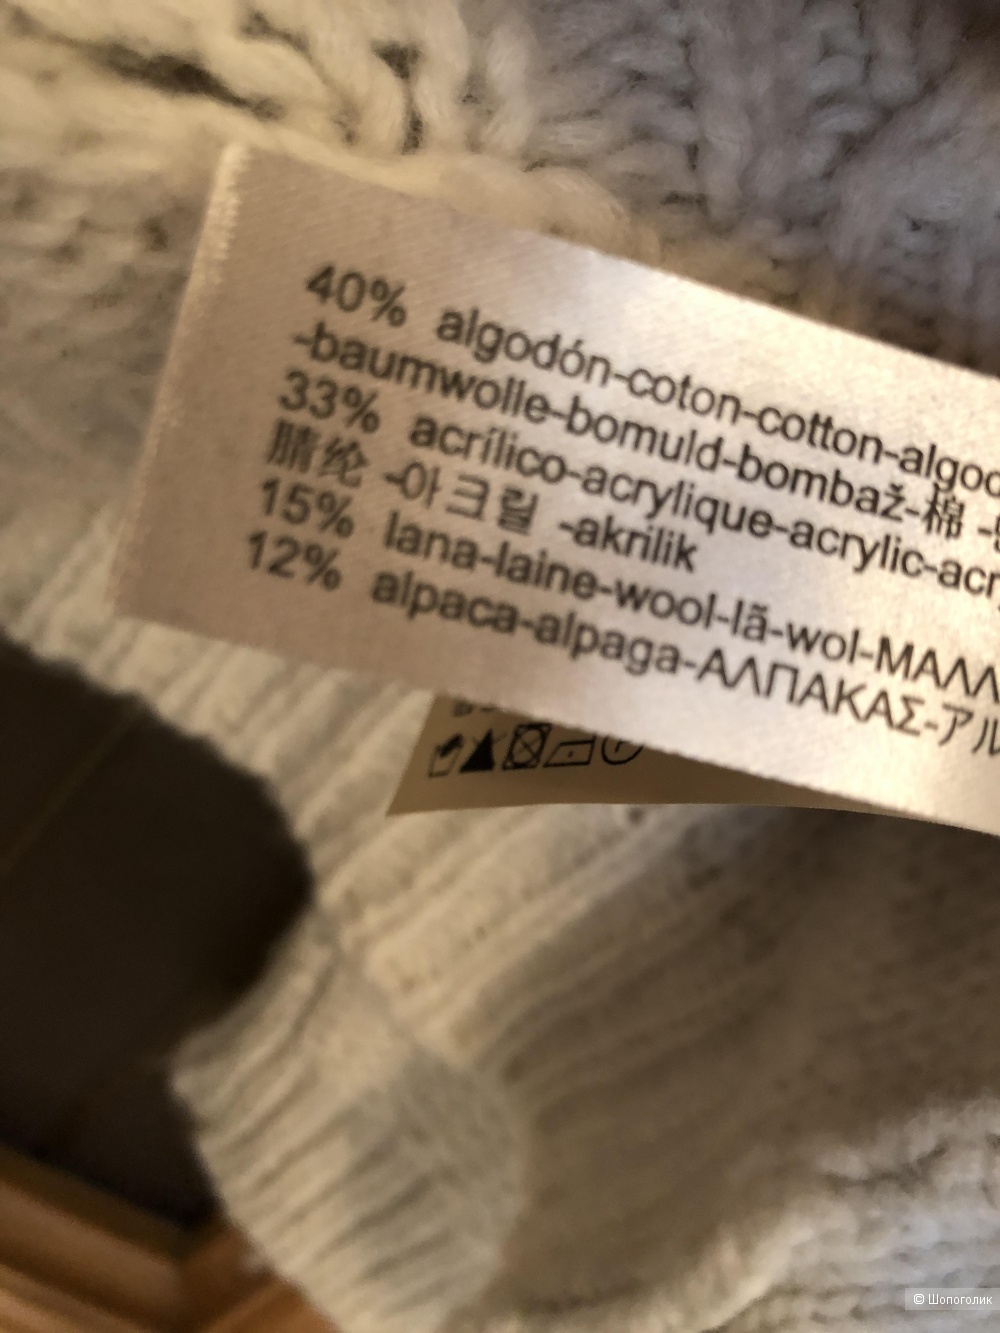 40% algodón-coton-cotton-algod
-baumwolle-bomuld-bombaž-棉 -
33% acrílico-acrylique-acrylic-acr
腈纶 -아크릴 -akrilik
15% lana-laine-wool-lã-wol-ΜΑΛΛ
12% alpaca-alpaga-ΑΛΠΑΚΑΣ-アル
© Шопоголик